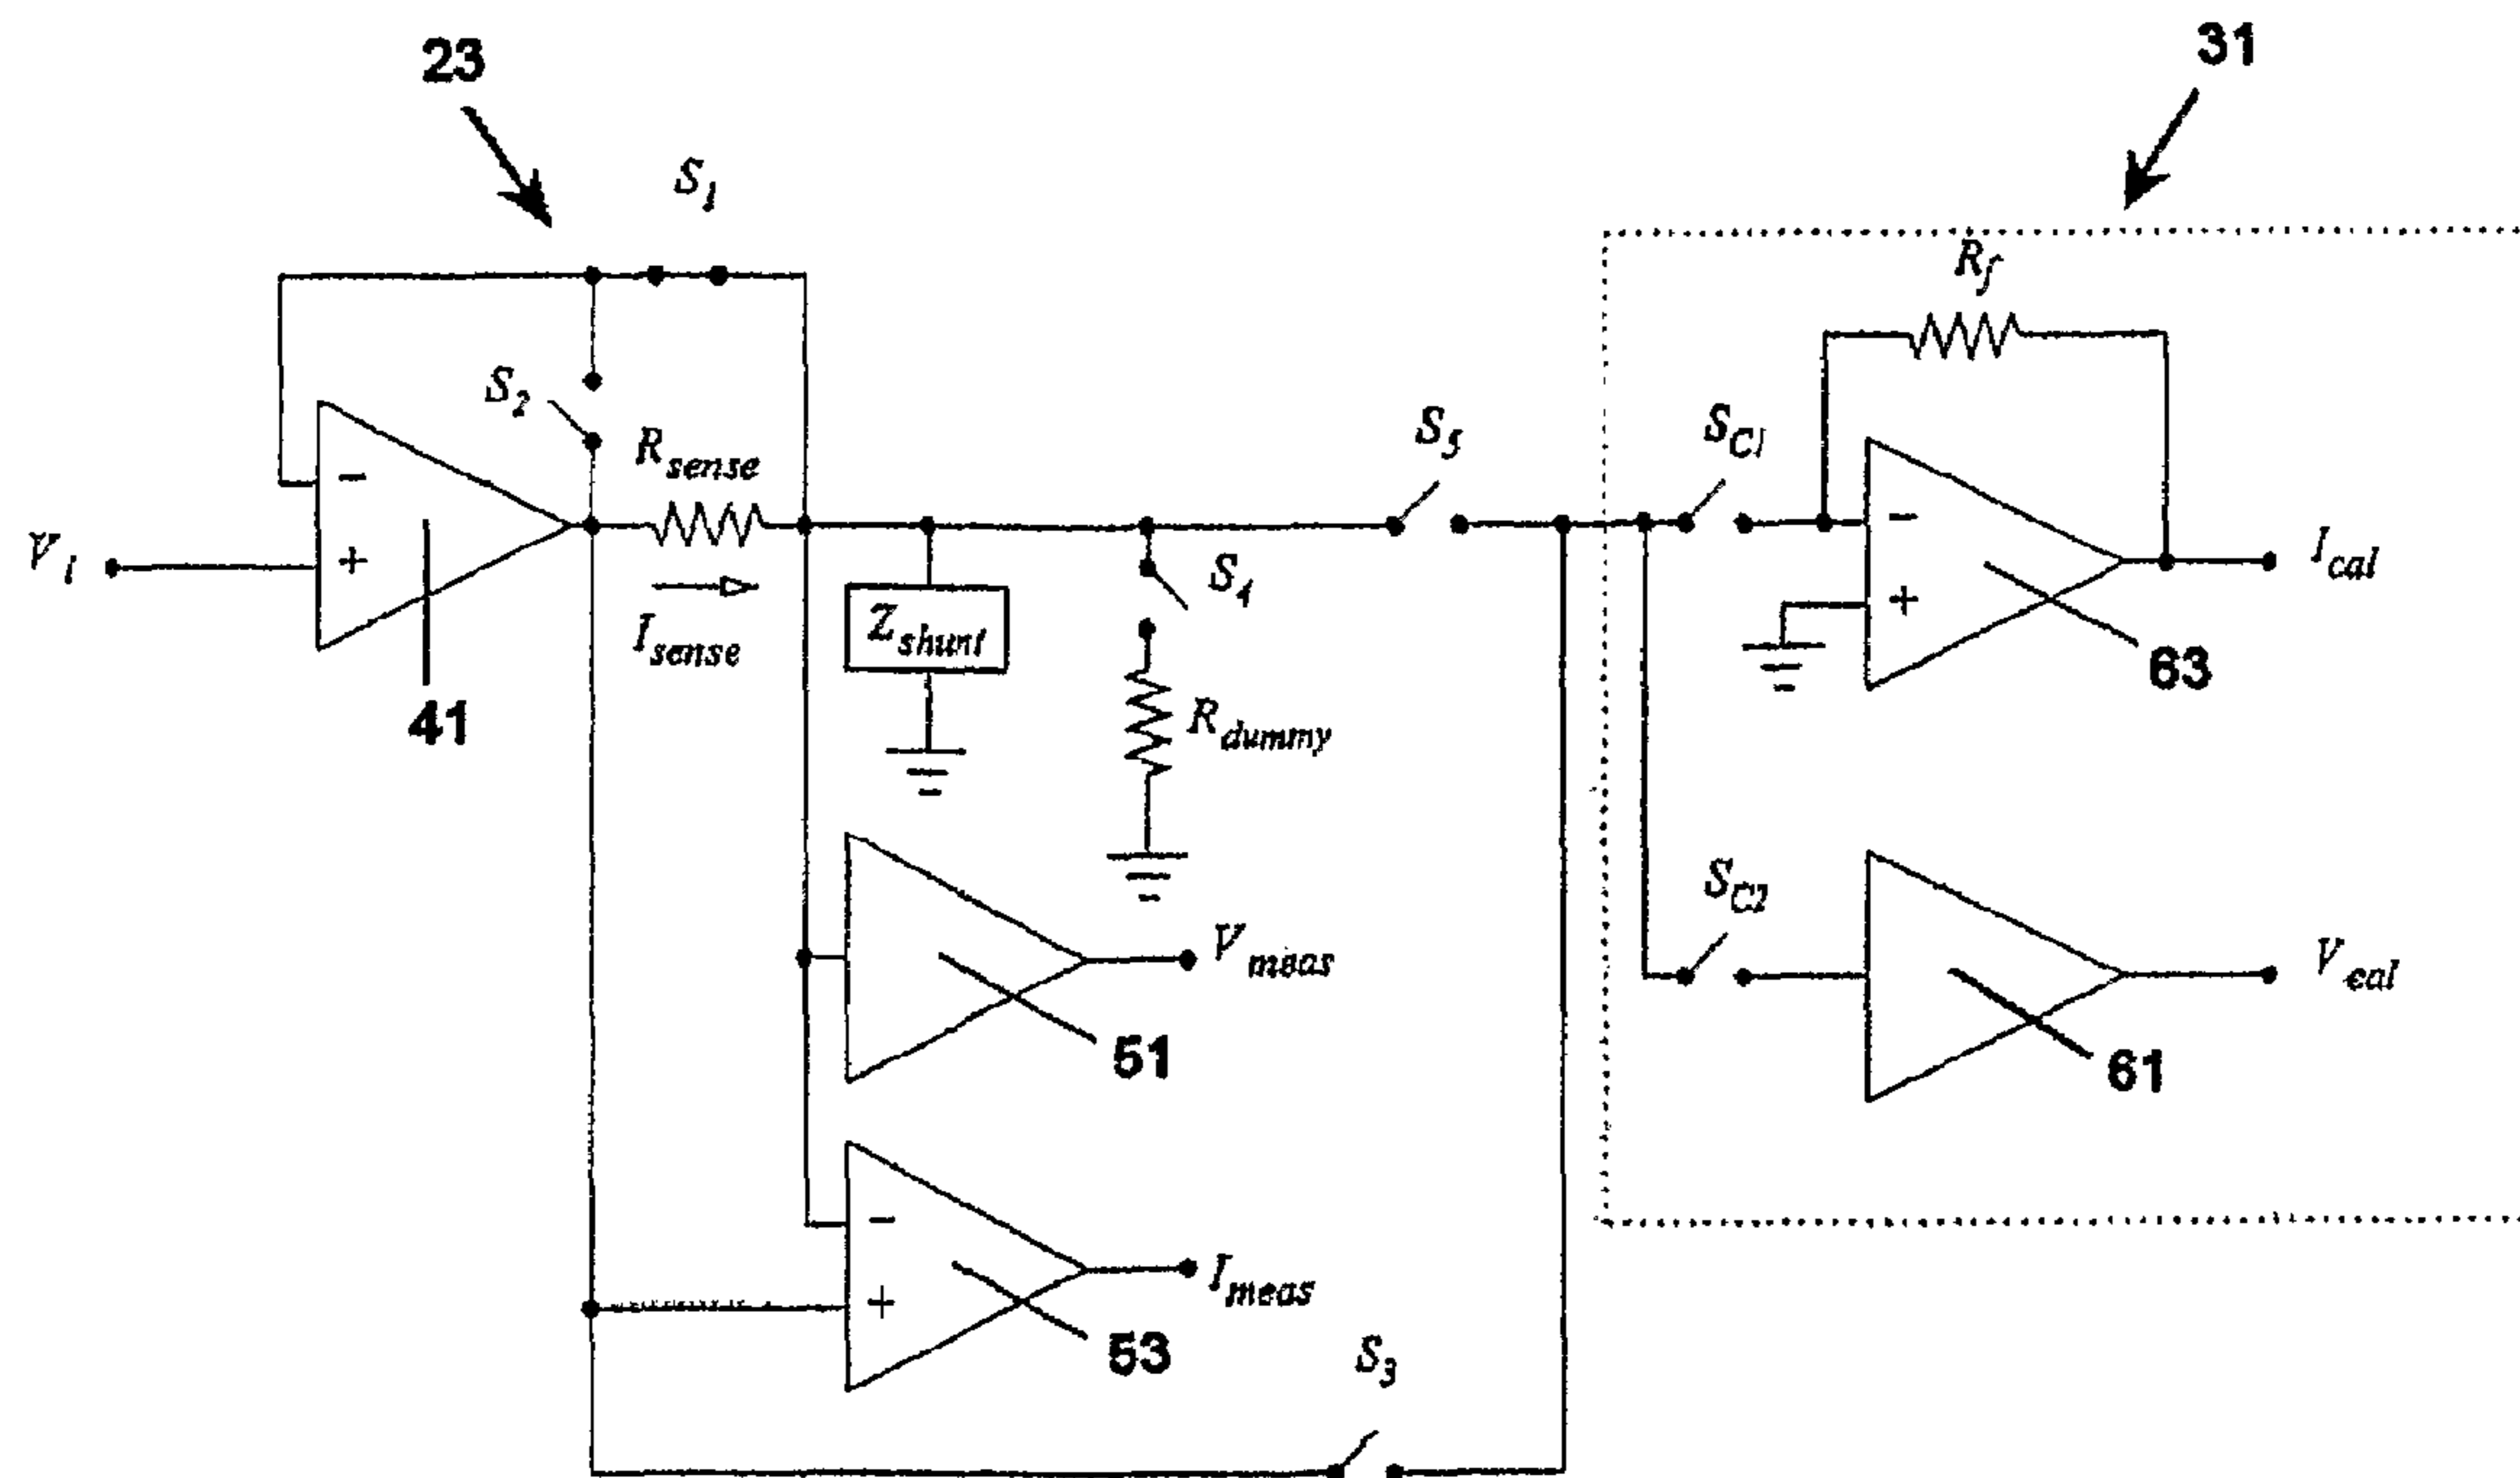 23
31
S1
Rf
S2
Rsense
S5
SC1
−
+
Vi
−
+
Ical
S4
Zshunt
Isense
63
41
Rdummy
SC2
Vmeas
Vcal
51
61
−
+
Imeas
53
S3